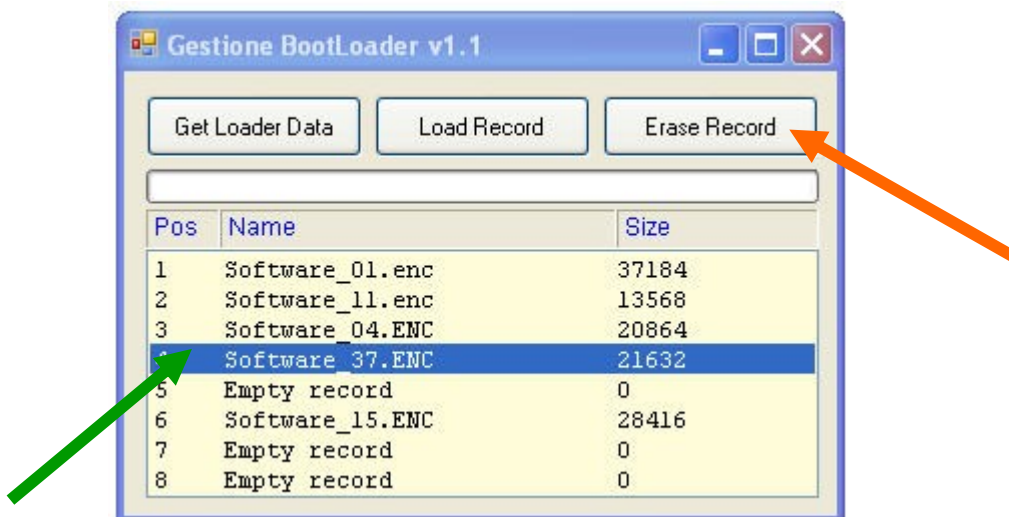 Gestione BootLoader v1.1
Get Loader Data Load Record Erase Record
Pos Name Size
1 Software_01.enc 37184
2 Software_11.enc 13568
3 Software_04.ENC 20864
4 Software_37.ENC 21632
5 Empty record 0
6 Software_15.ENC 28416
7 Empty record 0
8 Empty record 0